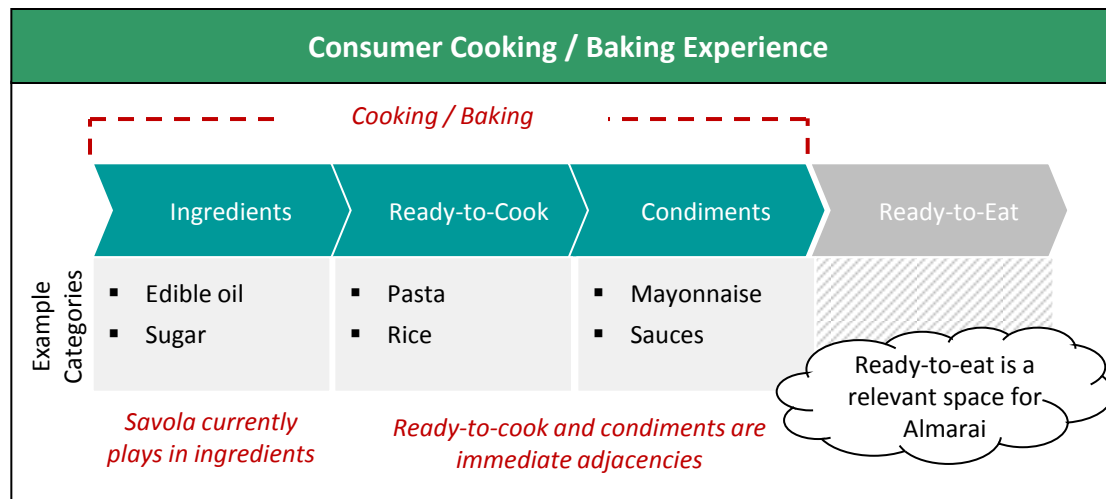 Consumer Cooking / Baking Experience
Cooking / Baking
Ingredients
Ready-to-Cook
Condiments
Ready-to-Eat
Example
Categories
▪ Edible oil
▪ Sugar
▪ Pasta
▪ Rice
▪ Mayonnaise
▪ Sauces
Ready-to-eat is a
relevant space for
Almarai
Savola currently
plays in ingredients
Ready-to-cook and condiments are
immediate adjacencies